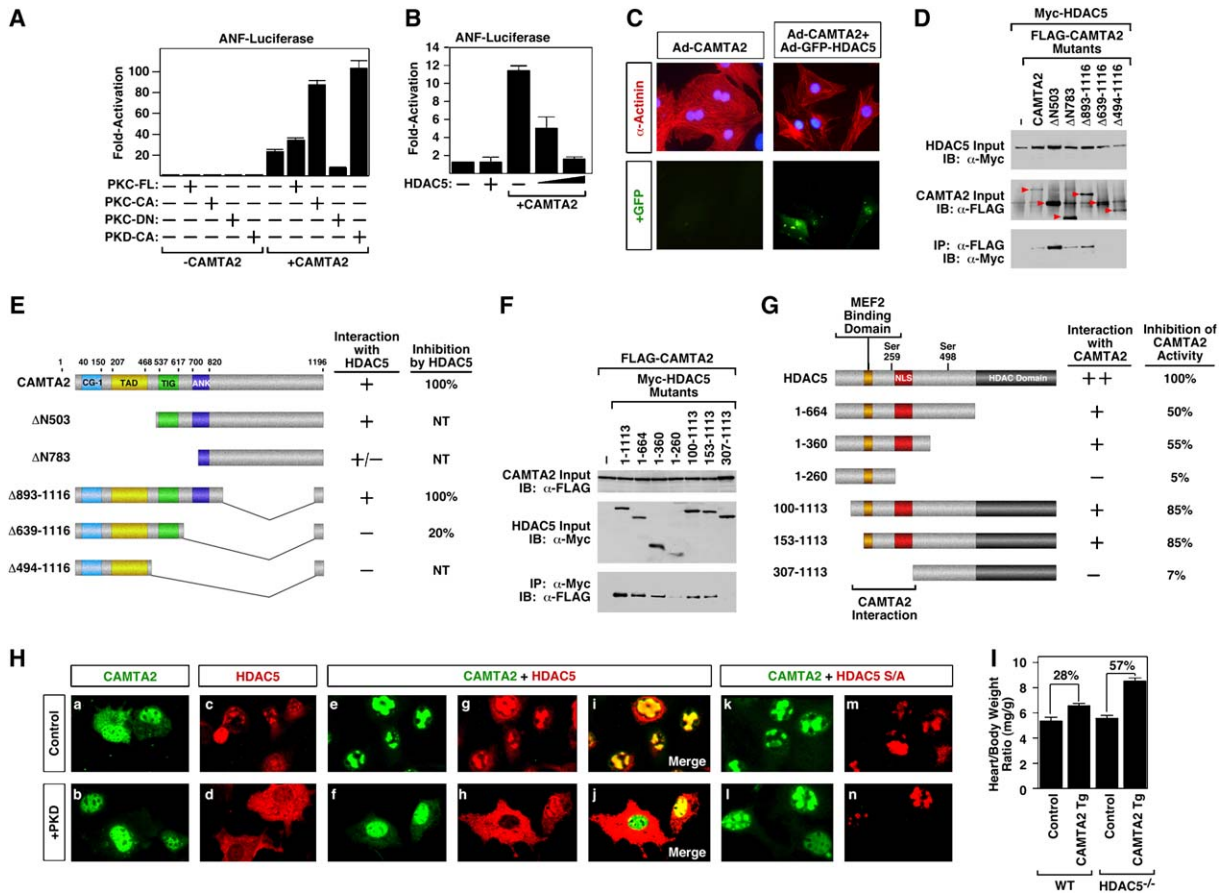 A
ANF-Luciferase
Fold-Activation
100
80
60
40
20
PKC-FL: — + — — — — + — — —
PKC-CA: — — + — — — — + — —
PKC-DN: — — — + — — — — + —
PKD-CA: — — — — + — — — — +
-CAMTA2
+CAMTA2
B
ANF-Luciferase
Fold-Activation
14
12
10
8
6
4
2
0
HDAC5: — + —
+CAMTA2
C
Ad-CAMTA2
Ad-CAMTA2+
Ad-GFP-HDAC5
α-Actinin
+GFP
D
Myc-HDAC5
FLAG-CAMTA2
Mutants
–
CAMTA2
ΔN503
ΔN783
Δ893-1116
Δ639-1116
Δ494-1116
HDAC5 Input
IB: α-Myc
CAMTA2 Input
IB: α-FLAG
IP: α-FLAG
IB: α-Myc
E
Interaction
with
HDAC5
Inhibition
by HDAC5
1 40 150 207 468 537 617 700 820 1196
CAMTA2 CG-1 TAD TIG ANK + 100%
ΔN503 + NT
ΔN783 +/— NT
Δ893-1116 + 100%
Δ639-1116 — 20%
Δ494-1116 — NT
F
FLAG-CAMTA2
Myc-HDAC5
Mutants
–
1-1113
1-664
1-360
1-260
100-1113
153-1113
307-1113
CAMTA2 Input
IB: α-FLAG
HDAC5 Input
IB: α-Myc
IP: α-Myc
IB: α-FLAG
G
MEF2
Binding
Domain
Ser
259
Ser
498
Interaction
with
CAMTA2
Inhibition of
CAMTA2
Activity
HDAC5 NLS HDAC Domain ++ 100%
1-664 + 50%
1-360 + 55%
1-260 — 5%
100-1113 + 85%
153-1113 + 85%
307-1113 — 7%
CAMTA2
Interaction
H
CAMTA2
HDAC5
CAMTA2 + HDAC5
CAMTA2 + HDAC5 S/A
Control
a c e g i k m
Merge
+PKD
b d f h j l n
Merge
I
Heart/Body Weight
Ratio (mg/g)
10
8
6
4
2
0
28%
57%
Control
CAMTA2 Tg
Control
CAMTA2 Tg
WT
HDAC5-/-